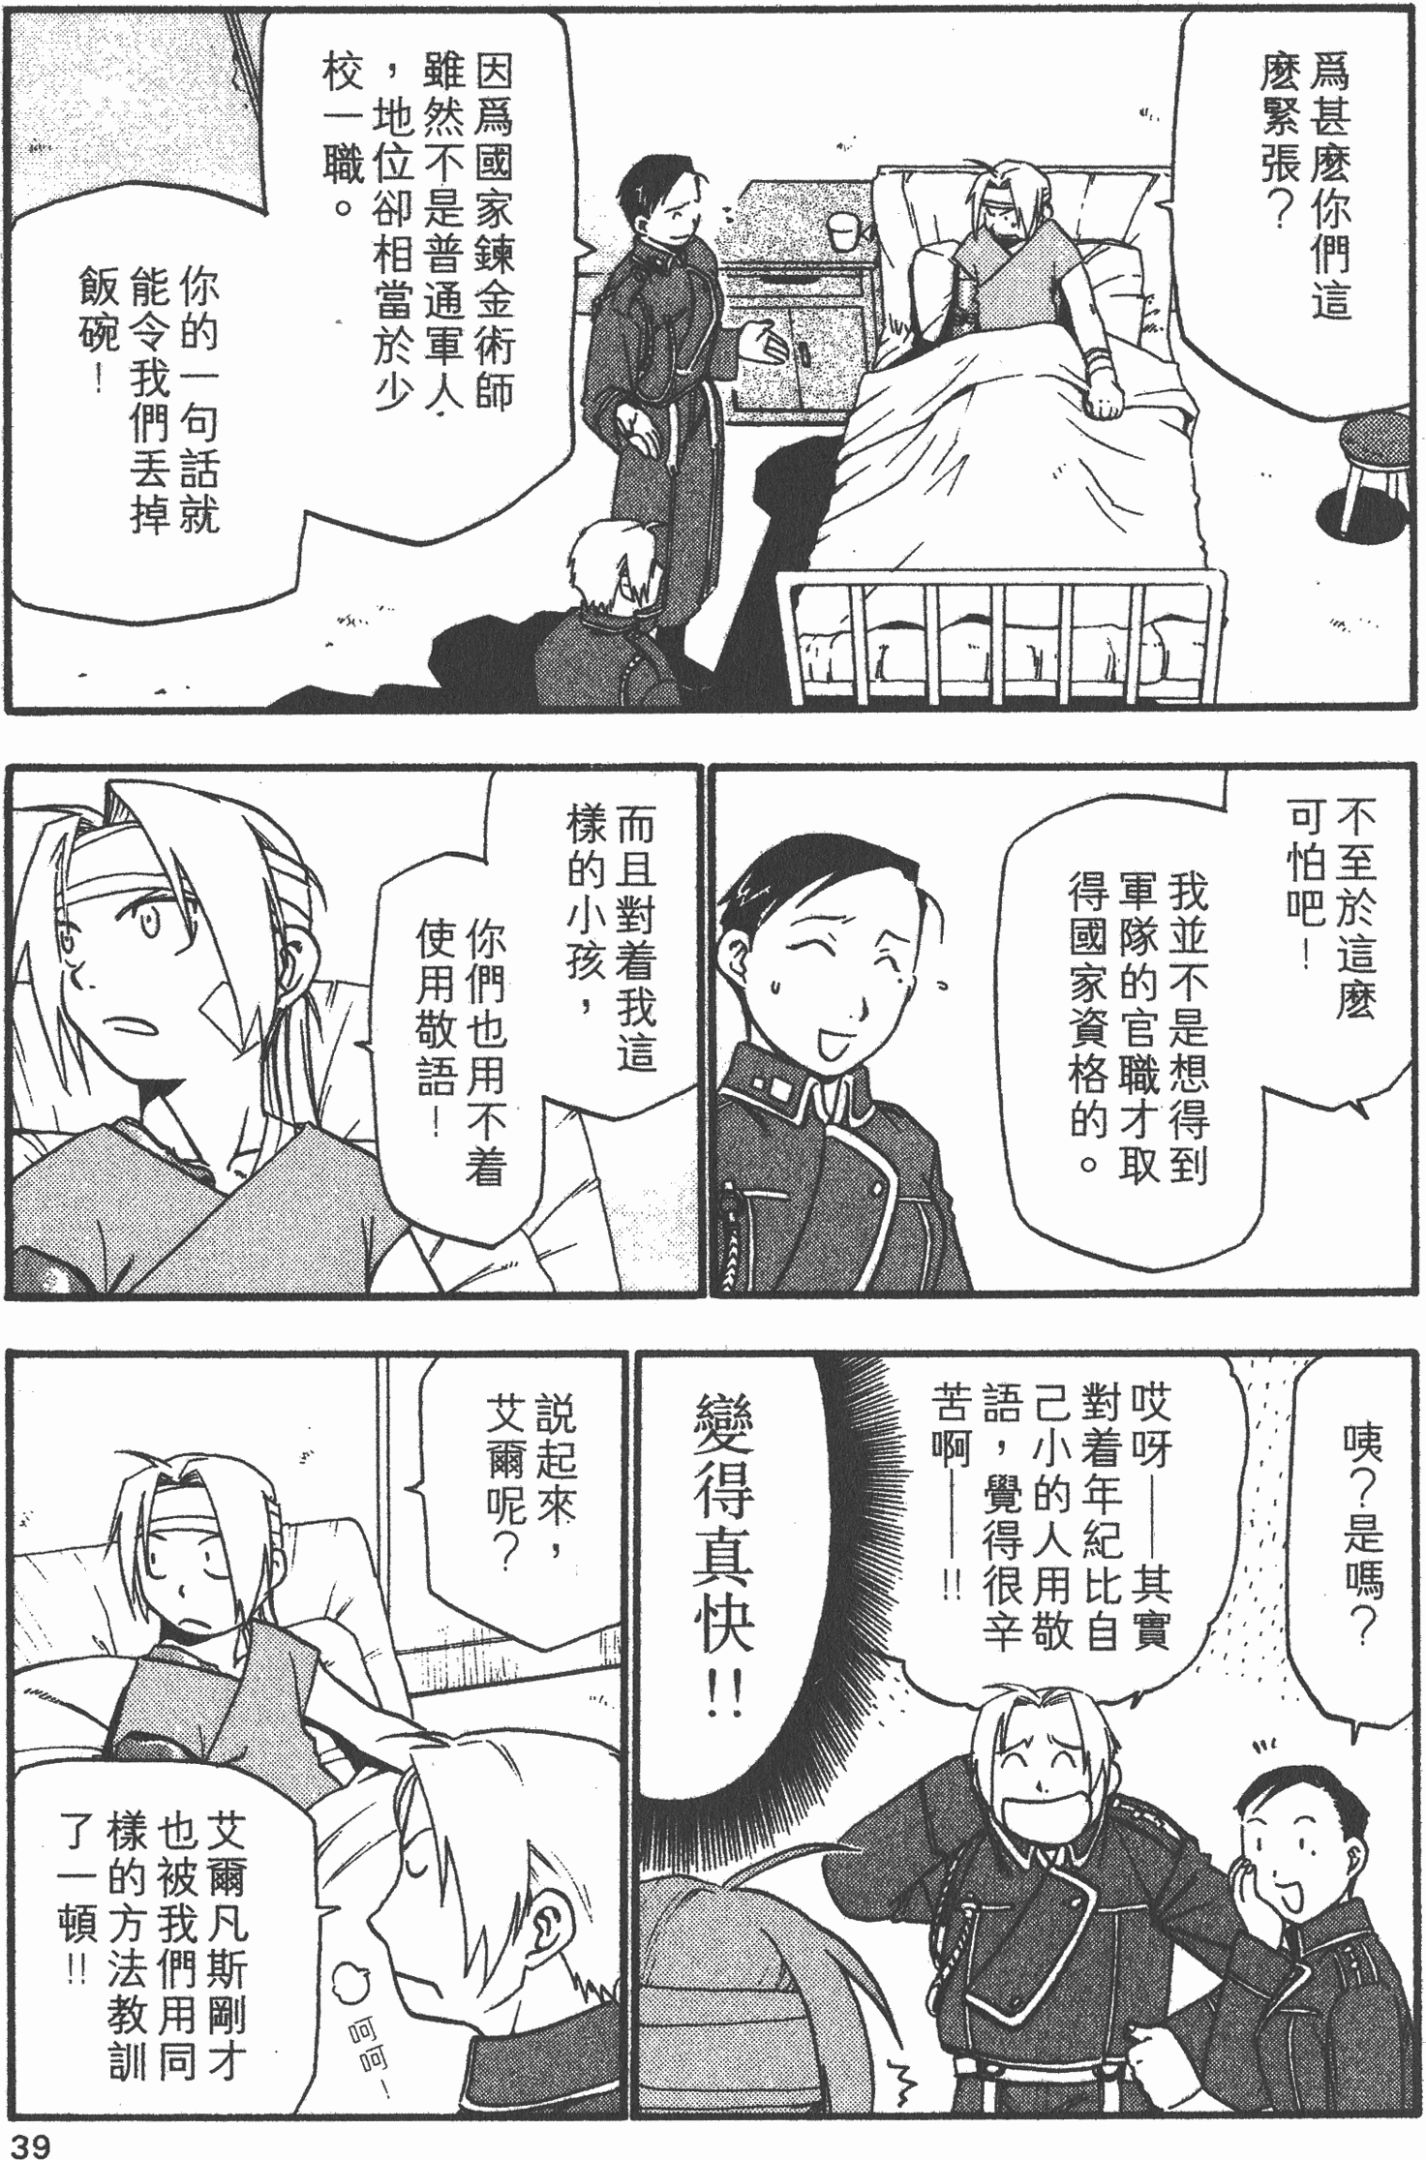 爲甚麽你們這
麽緊張？
因爲國家鍊金術師
雖然不是普通軍人
，地位卻相當於少
校一職。
你的一句話就
能令我們丟掉
飯碗！
不至於這麽
可怕吧！
我並不是想得到
軍隊的官職才取
得國家資格的。
而且對着我這
樣的小孩，
你們也用不着
使用敬語！
咦？是嗎？
哎呀——其實
對着年紀比自
己小的人用敬
語，覺得很辛
苦啊——!!
變得真快!!
説起來，
艾爾呢？
艾爾凡斯剛才
也被我們用同
樣的方法教訓
了一頓!!
呵呵—
39